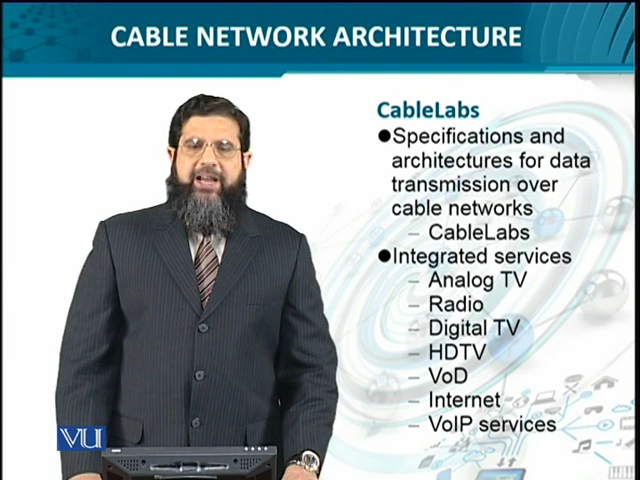 CABLE NETWORK ARCHITECTURE
CableLabs
●Specifications and
architectures for data
transmission over
cable networks
– CableLabs
●Integrated services
– Analog TV
– Radio
– Digital TV
– HDTV
– VoD
– Internet
– VoIP services
VU